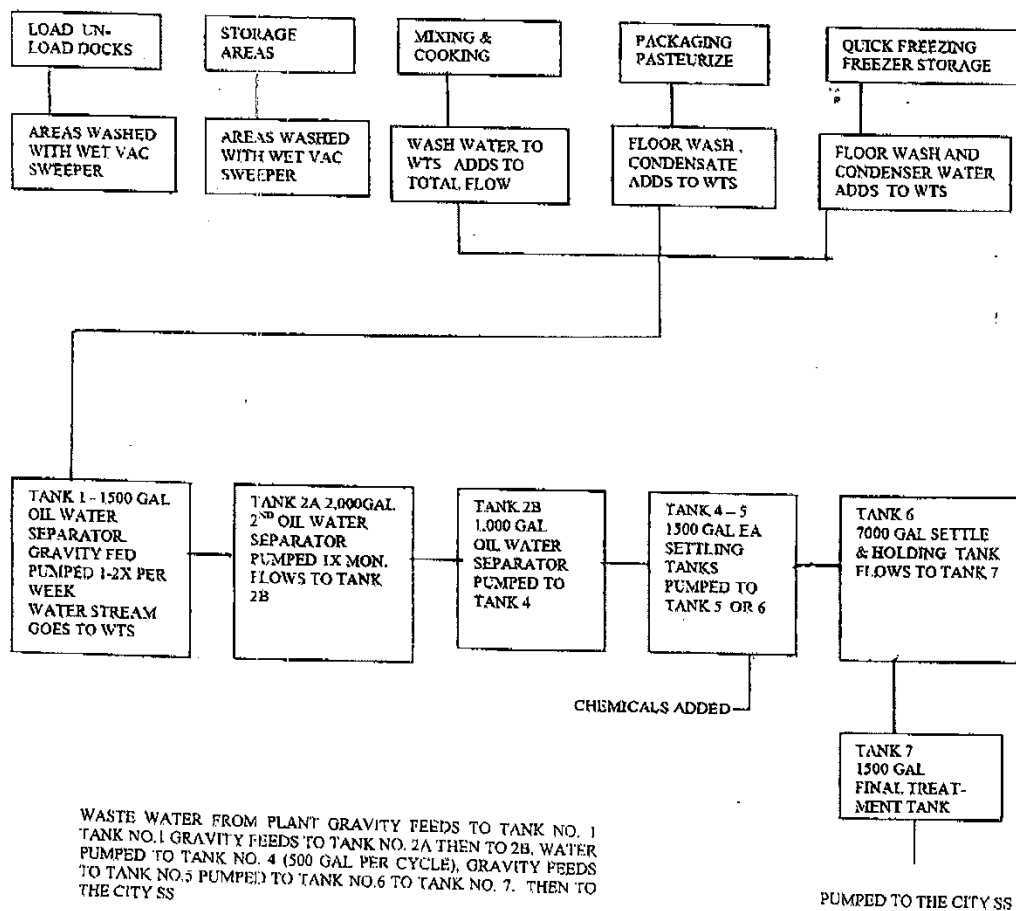 LOAD UN-
LOAD DOCKS
STORAGE
AREAS
MIXING &
COOKING
PACKAGING
PASTEURIZE
QUICK FREEZING
FREEZER STORAGE
AREAS WASHED
WITH WET VAC
SWEEPER
AREAS WASHED
WITH WET VAC
SWEEPER
WASH WATER TO
WTS ADDS TO
TOTAL FLOW
FLOOR WASH,
CONDENSATE
ADDS TO WTS
FLOOR WASH AND
CONDENSER WATER
ADDS TO WTS
TANK 1 - 1500 GAL
OIL WATER
SEPARATOR
GRAVITY FED
PUMPED 1-2X PER
WEEK
WATER STREAM
GOES TO WTS
TANK 2A 2,000GAL
2ND OIL WATER
SEPARATOR
PUMPED 1X MON.
FLOWS TO TANK
2B
TANK 2B
1,000 GAL
OIL WATER
SEPARATOR
PUMPED TO
TANK 4
TANK 4 - 5
1500 GAL EA
SETTLING
TANKS
PUMPED TO
TANK 5 OR 6
TANK 6
7000 GAL SETTLE
& HOLDING TANK
FLOWS TO TANK 7
CHEMICALS ADDED
TANK 7
1500 GAL
FINAL TREAT-
MENT TANK
WASTE WATER FROM PLANT GRAVITY FEEDS TO TANK NO. 1
TANK NO.1 GRAVITY FEEDS TO TANK NO. 2A THEN TO 2B, WATER
PUMPED TO TANK NO. 4 (500 GAL PER CYCLE), GRAVITY FEEDS
TO TANK NO.5 PUMPED TO TANK NO.6 TO TANK NO. 7. THEN TO
THE CITY SS
PUMPED TO THE CITY SS